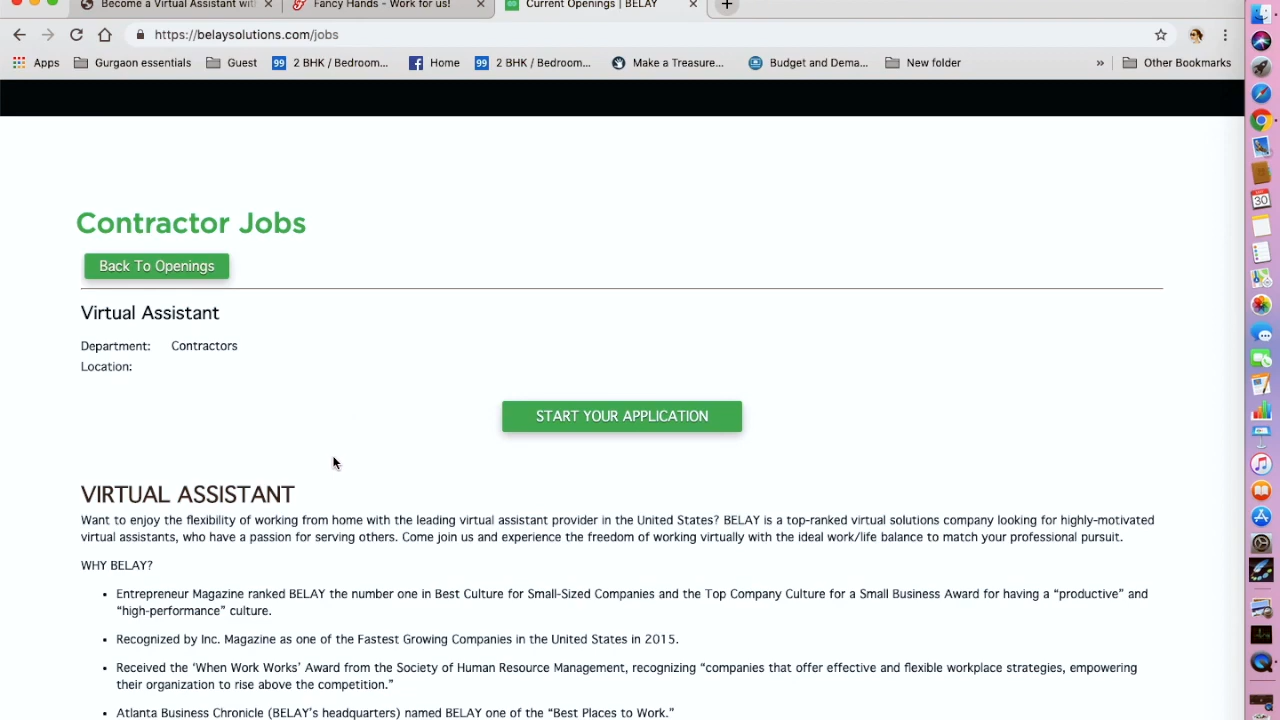 Become a Virtual Assistant wit
Fancy Hands - Work for us!
Current Openings | BELAY
https://belaysolutions.com/jobs
Apps
Gurgaon essentials
Guest
99 2 BHK / Bedroom...
Home
99 2 BHK / Bedroom...
Make a Treasure...
Budget and Dema...
New folder
»
Other Bookmarks
Contractor Jobs
Back To Openings
Virtual Assistant
Department: Contractors
Location:
START YOUR APPLICATION
VIRTUAL ASSISTANT
Want to enjoy the flexibility of working from home with the leading virtual assistant provider in the United States? BELAY is a top-ranked virtual solutions company looking for highly-motivated
virtual assistants, who have a passion for serving others. Come join us and experience the freedom of working virtually with the ideal work/life balance to match your professional pursuit.
WHY BELAY?
• Entrepreneur Magazine ranked BELAY the number one in Best Culture for Small-Sized Companies and the Top Company Culture for a Small Business Award for having a “productive” and
“high-performance” culture.
• Recognized by Inc. Magazine as one of the Fastest Growing Companies in the United States in 2015.
• Received the ‘When Work Works’ Award from the Society of Human Resource Management, recognizing “companies that offer effective and flexible workplace strategies, empowering
their organization to rise above the competition.”
• Atlanta Business Chronicle (BELAY’s headquarters) named BELAY one of the “Best Places to Work.”
30